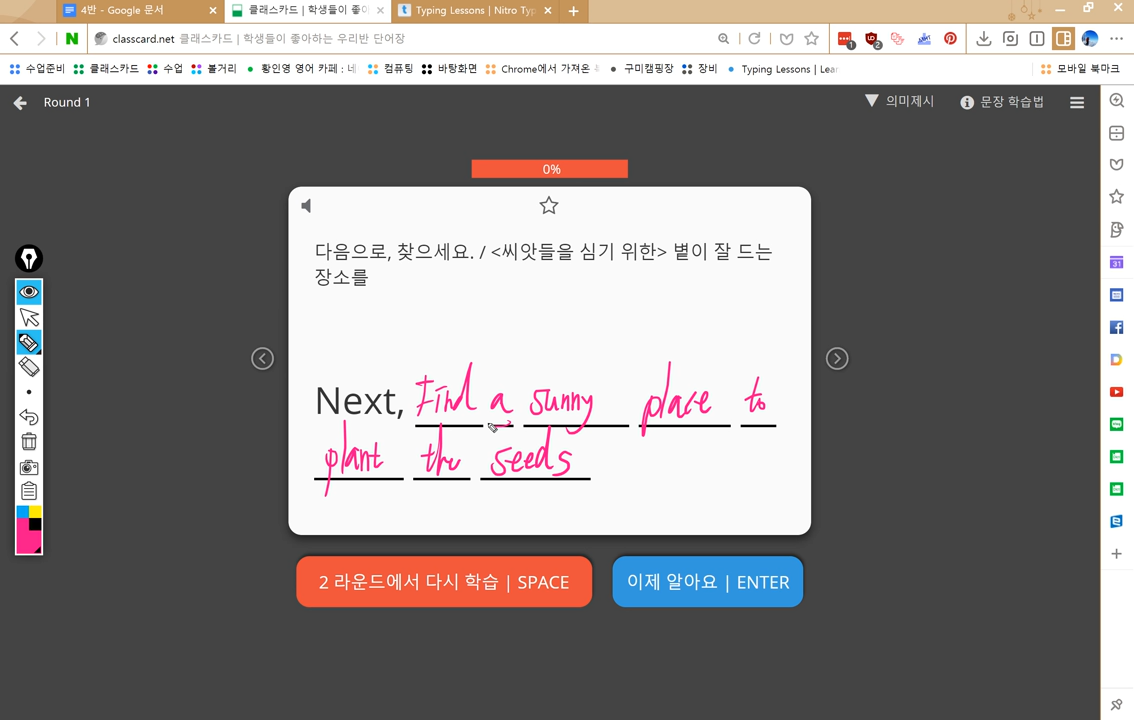 4반 - Google 문서
클래스카드 | 학생들이 좋아
Typing Lessons | Nitro Typ
classcard.net 클래스카드 | 학생들이 좋아하는 우리반 단어장
수업준비 클래스카드 수업 볼거리 황인영 영어 카페 : 네 컴퓨팅 바탕화면 Chrome에서 가져온 구미캠핑장 장비 Typing Lessons | Lear 모바일 북마크
Round 1
의미제시 문장 학습법
0%
다음으로, 찾으세요. / <씨앗들을 심기 위한> 볕이 잘 드는
장소를
Next, Find a sunny place to
plant the seeds
2 라운드에서 다시 학습 | SPACE
이제 알아요 | ENTER